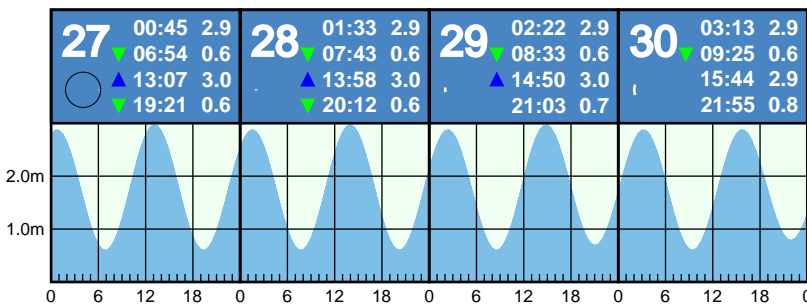 27 00:45 2.9
▼ 06:54 0.6
▲ 13:07 3.0
▼ 19:21 0.6
28 01:33 2.9
▼ 07:43 0.6
▲ 13:58 3.0
▼ 20:12 0.6
29 02:22 2.9
▼ 08:33 0.6
▲ 14:50 3.0
21:03 0.7
30 03:13 2.9
▼ 09:25 0.6
15:44 2.9
21:55 0.8
2.0m
1.0m
0 6 12 18 0 6 12 18 0 6 12 18 0 6 12 18 0